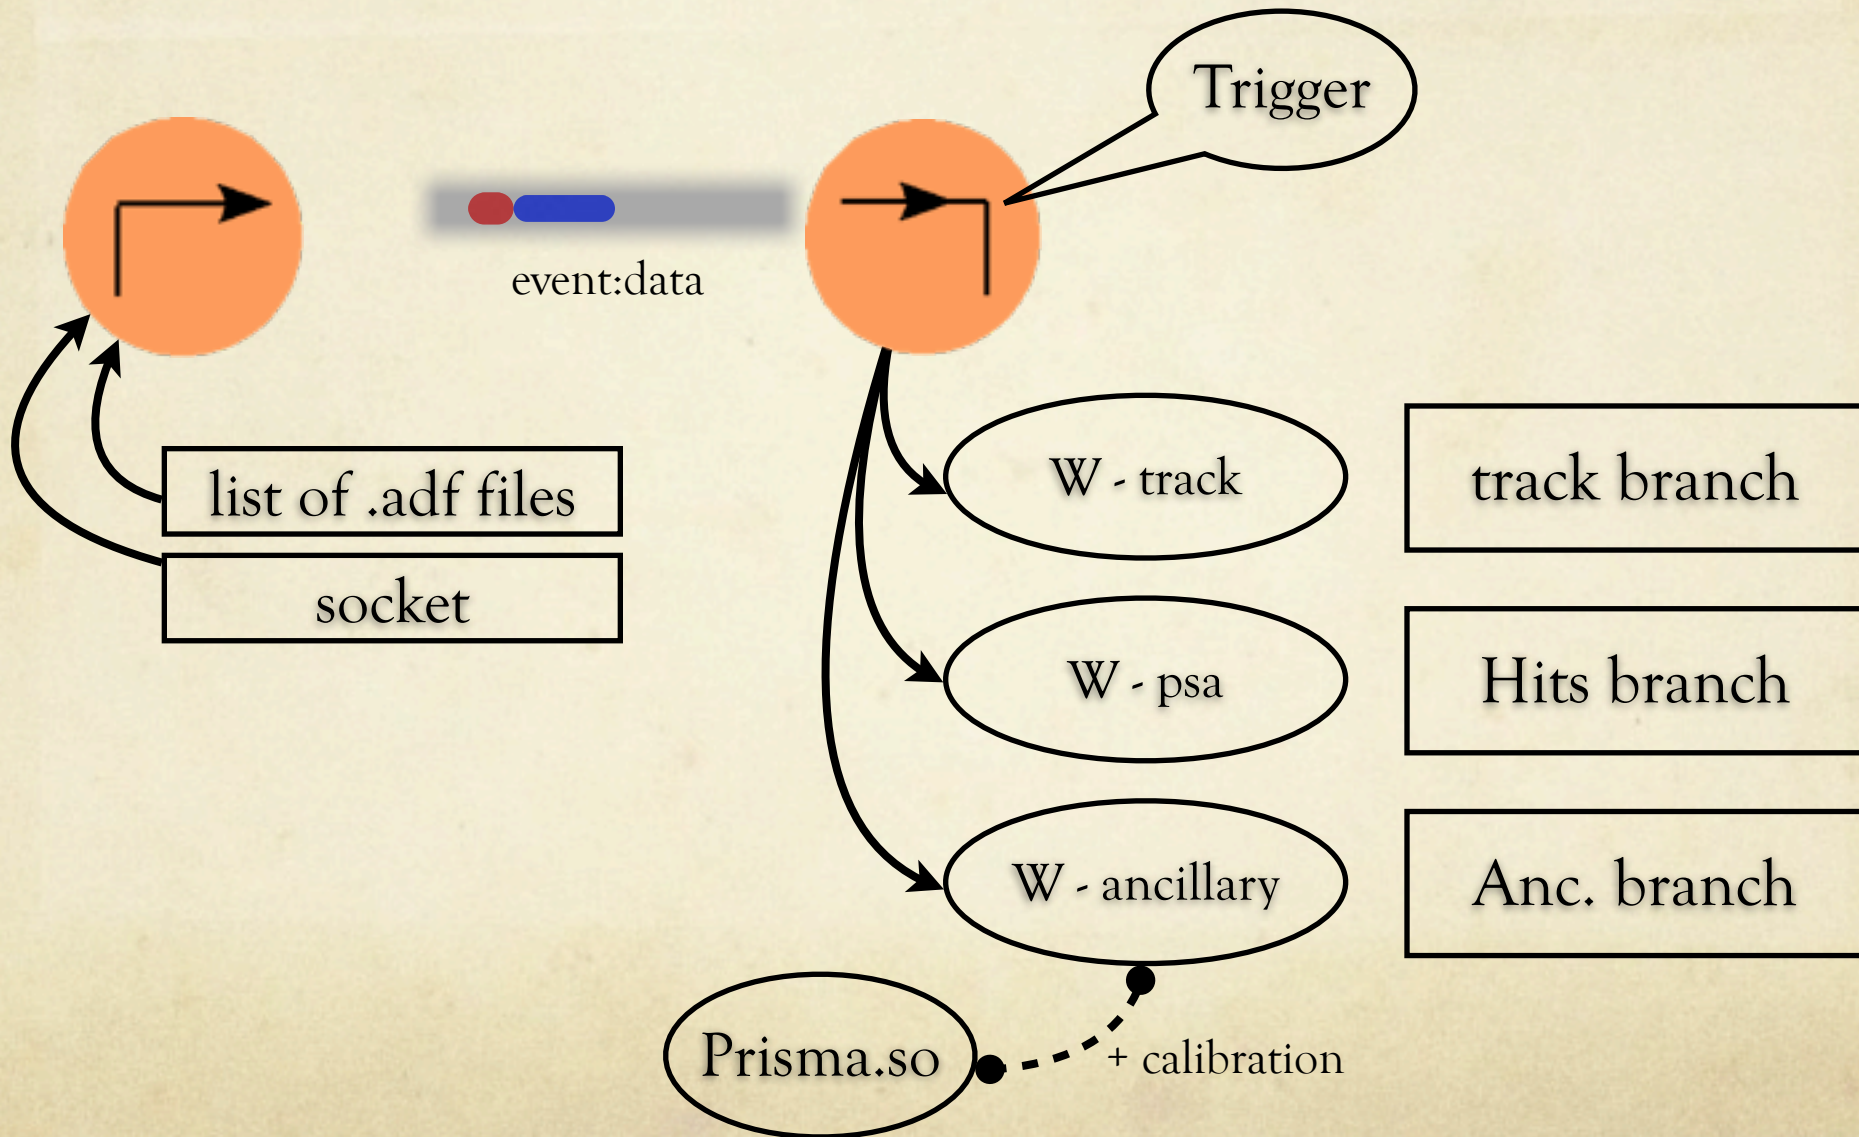 Trigger
event:data
list of .adf files
socket
W - track
track branch
W - psa
Hits branch
W - ancillary
Anc. branch
Prisma.so
+ calibration